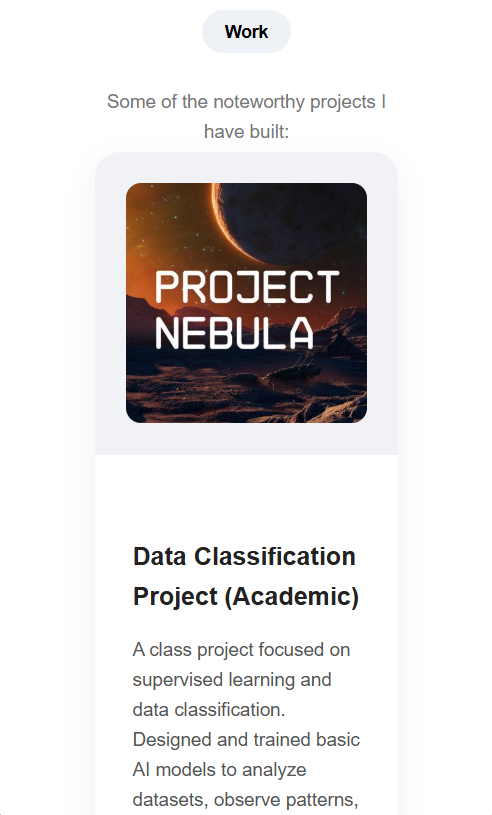 Work
Some of the noteworthy projects I
have built:
PROJECT
NEBULA
Data Classification
Project (Academic)
A class project focused on
supervised learning and
data classification.
Designed and trained basic
AI models to analyze
datasets, observe patterns,